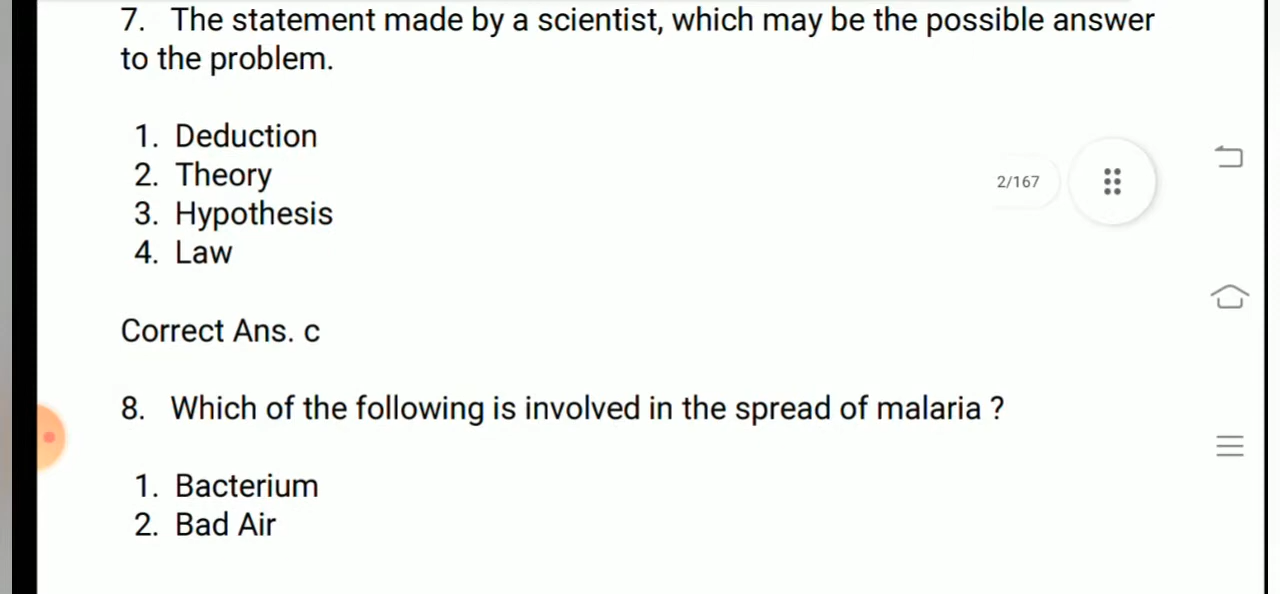 7. The statement made by a scientist, which may be the possible answer
to the problem.
1. Deduction
2. Theory
3. Hypothesis
4. Law
2/167
Correct Ans. c
8. Which of the following is involved in the spread of malaria ?
1. Bacterium
2. Bad Air